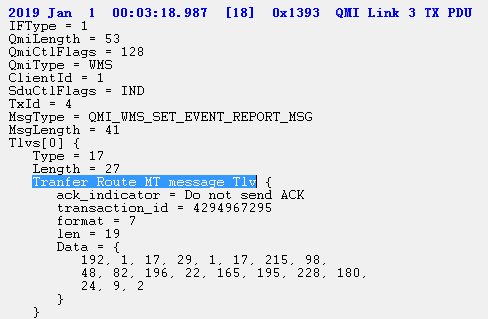 2019 Jan  1  00:03:18.987  [18]  0x1393  QMI Link 3 TX PDU
IFType = 1
QmiLength = 53
QmiCtlFlags = 128
QmiType = WMS
ClientId = 1
SduCtlFlags = IND
TxId = 4
MsgType = QMI_WMS_SET_EVENT_REPORT_MSG
MsgLength = 41
Tlvs[0] {
   Type = 17
   Length = 27
   Tranfer Route MT message Tlv {
      ack_indicator = Do not send ACK
      transaction_id = 4294967295
      format = 7
      len = 19
      Data = {
         192, 1, 17, 29, 1, 17, 215, 98,
         48, 82, 196, 22, 165, 195, 228, 180,
         24, 9, 2
      }
   }